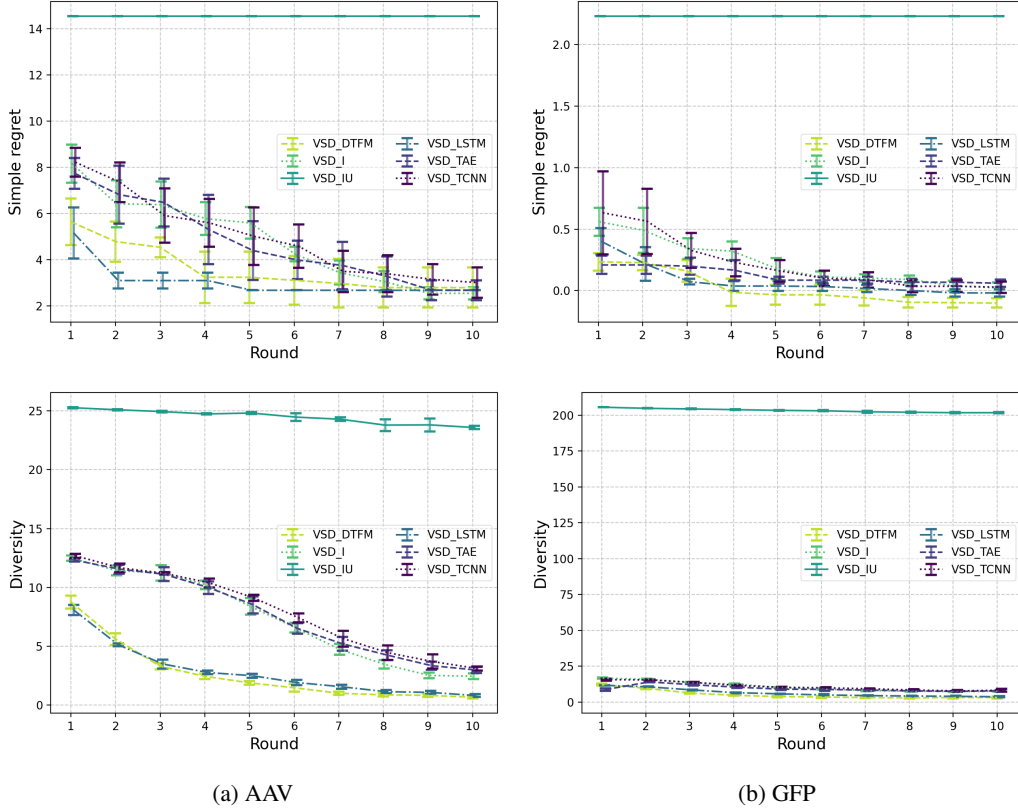 14
12
10
8
6
4
2
Simple regret
VSD_DTFM
VSD_I
VSD_IU
VSD_LSTM
VSD_TAE
VSD_TCNN
1 2 3 4 5 6 7 8 9 10
Round
2.0
1.5
1.0
0.5
0.0
Simple regret
VSD_DTFM
VSD_I
VSD_IU
VSD_LSTM
VSD_TAE
VSD_TCNN
1 2 3 4 5 6 7 8 9 10
Round
25
20
15
10
5
0
Diversity
VSD_DTFM
VSD_I
VSD_IU
VSD_LSTM
VSD_TAE
VSD_TCNN
1 2 3 4 5 6 7 8 9 10
Round
200
175
150
125
100
75
50
25
0
Diversity
VSD_DTFM
VSD_I
VSD_IU
VSD_LSTM
VSD_TAE
VSD_TCNN
1 2 3 4 5 6 7 8 9 10
Round
(a) AAV
(b) GFP